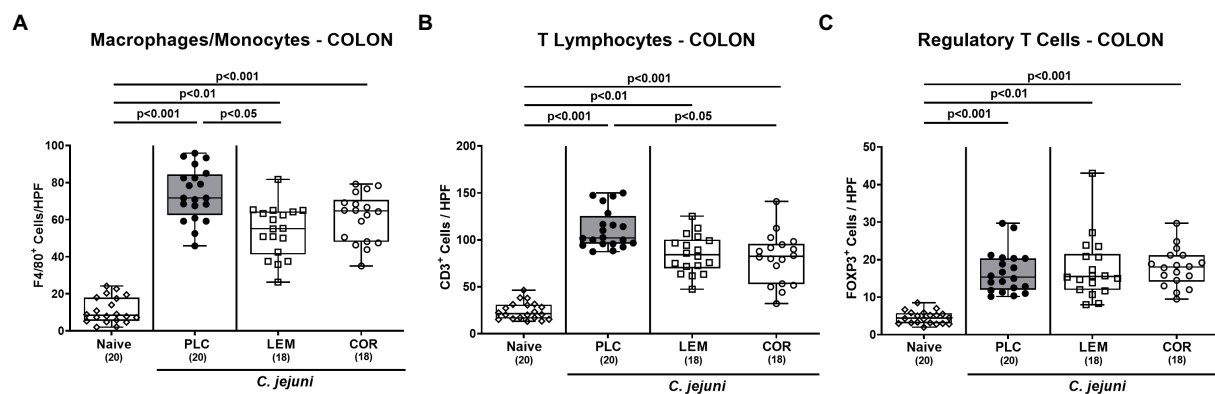 A
Macrophages/Monocytes - COLON
p<0.001
p<0.01
p<0.001 p<0.05
F4/80⁺ Cells/HPF
100
80
60
40
20
0
Naive PLC LEM COR
(20) (20) (18) (18)
C. jejuni
B
T Lymphocytes - COLON
p<0.001
p<0.01
p<0.001 p<0.05
CD3⁺ Cells / HPF
200
150
100
50
0
Naive PLC LEM COR
(20) (20) (18) (18)
C. jejuni
C
Regulatory T Cells - COLON
p<0.001
p<0.01
p<0.001
FOXP3⁺ Cells / HPF
50
40
30
20
10
0
Naive PLC LEM COR
(20) (20) (18) (18)
C. jejuni